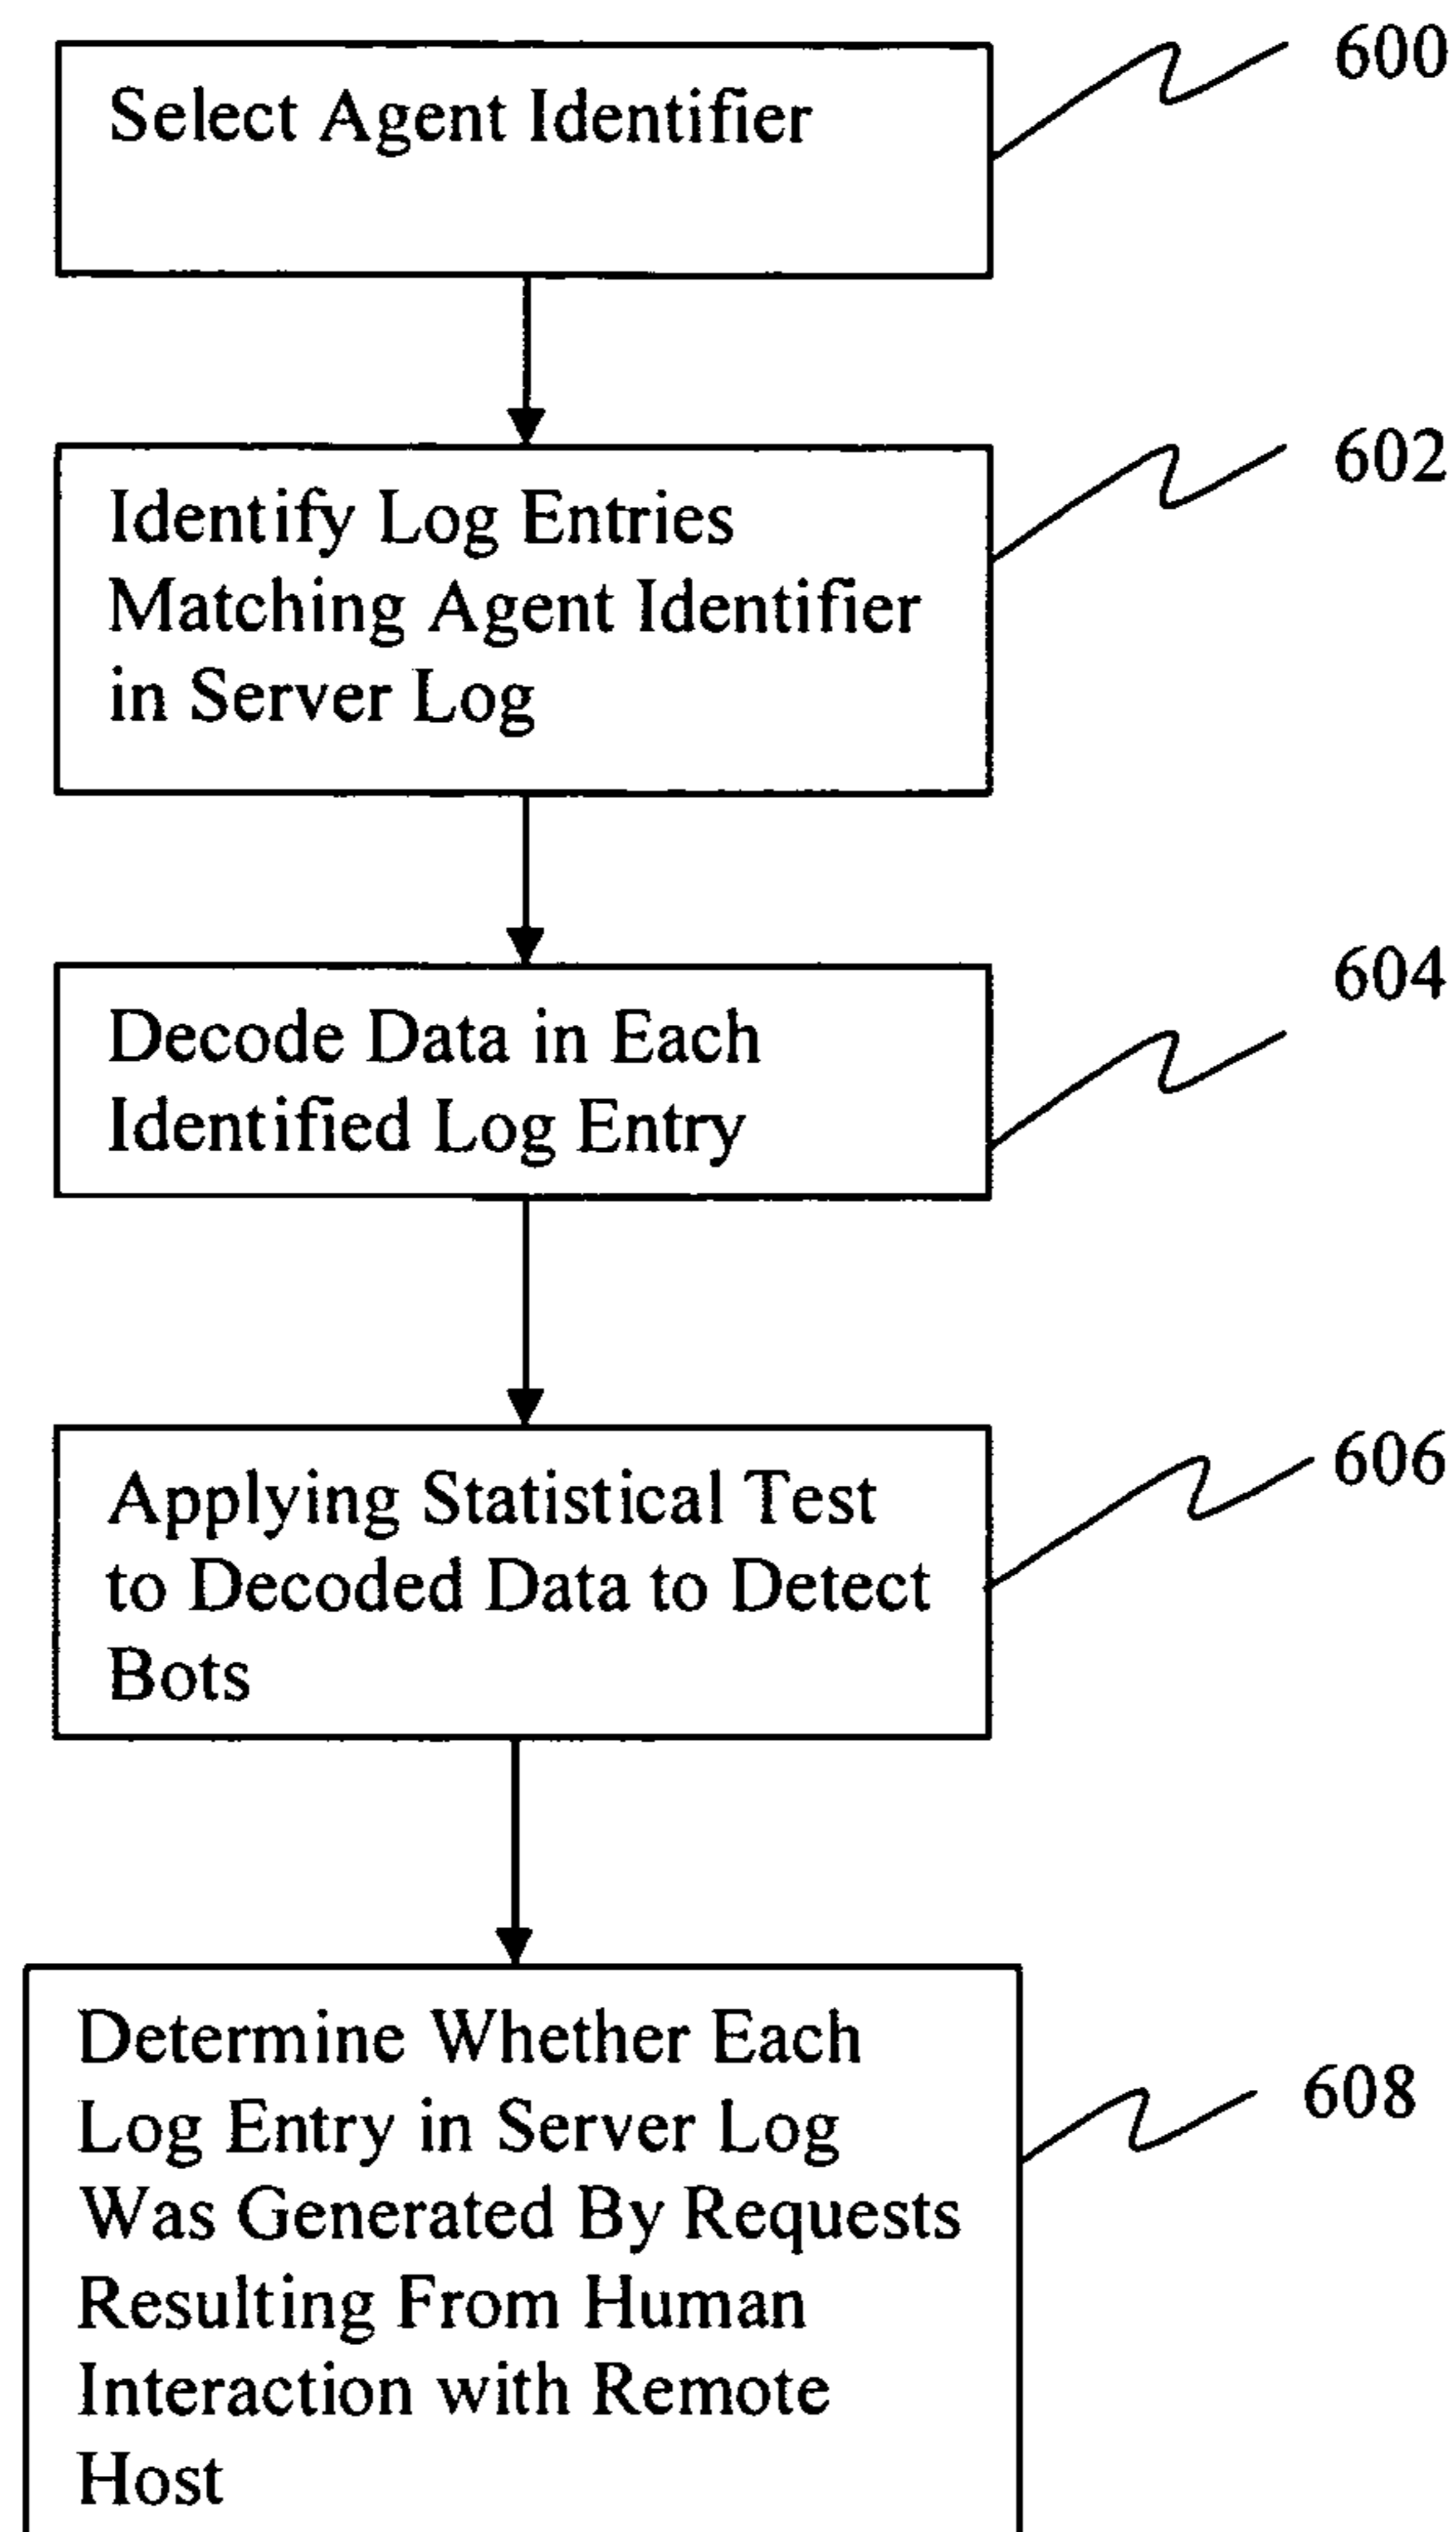 600
Select Agent Identifier
602
Identify Log Entries
Matching Agent Identifier
in Server Log
604
Decode Data in Each
Identified Log Entry
606
Applying Statistical Test
to Decoded Data to Detect
Bots
608
Determine Whether Each
Log Entry in Server Log
Was Generated By Requests
Resulting From Human
Interaction with Remote
Host